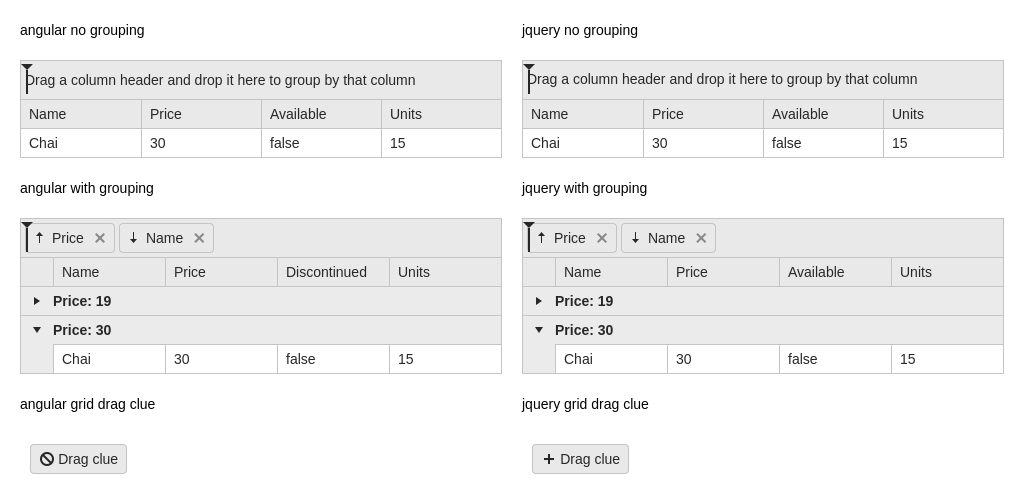 angular no grouping
Drag a column header and drop it here to group by that column
Name Price Available Units
Chai 30 false 15
angular with grouping
Price Name
Name Price Discontinued Units
Price: 19
Price: 30
Chai 30 false 15
angular grid drag clue
Drag clue
jquery no grouping
Drag a column header and drop it here to group by that column
Name Price Available Units
Chai 30 false 15
jquery with grouping
Price Name
Name Price Available Units
Price: 19
Price: 30
Chai 30 false 15
jquery grid drag clue
Drag clue